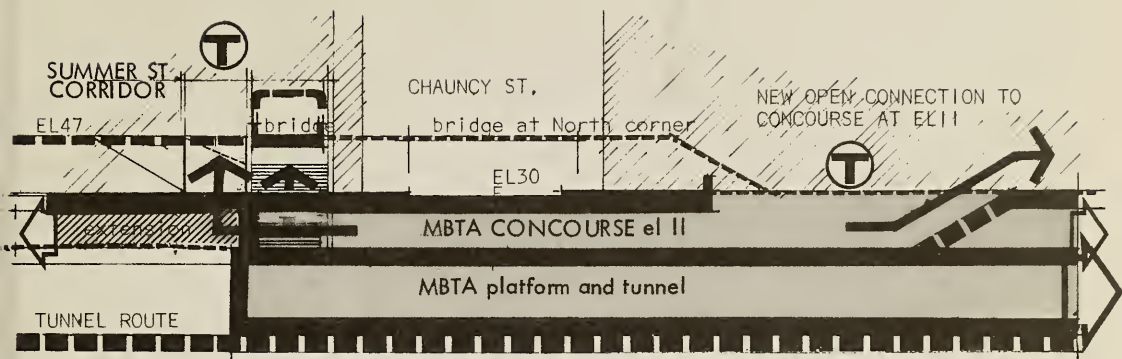 T
SUMMER ST.
CORRIDOR
CHAUNCY ST.
NEW OPEN CONNECTION TO
CONCOURSE AT EL11
EL47
bridge
bridge at North corner
T
EL30
extension
MBTA CONCOURSE el 11
MBTA platform and tunnel
TUNNEL ROUTE